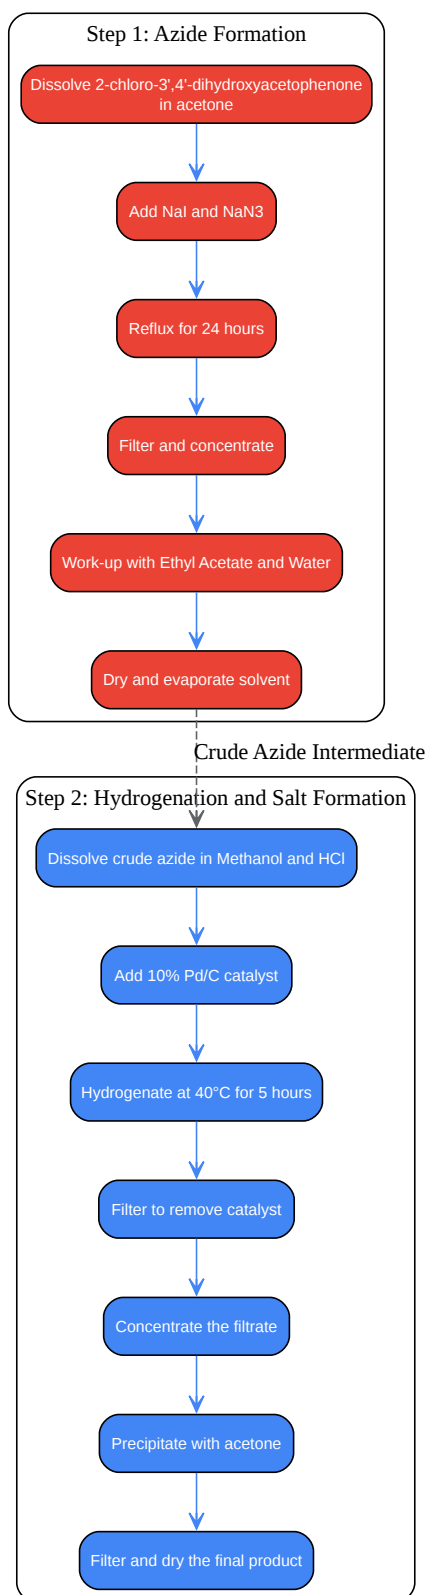 Step 1: Azide Formation
Dissolve 2-chloro-3',4'-dihydroxyacetophenone
in acetone
Add NaI and NaN3
Reflux for 24 hours
Filter and concentrate
Work-up with Ethyl Acetate and Water
Dry and evaporate solvent
Crude Azide Intermediate
Step 2: Hydrogenation and Salt Formation
Dissolve crude azide in Methanol and HCl
Add 10% Pd/C catalyst
Hydrogenate at 40°C for 5 hours
Filter to remove catalyst
Concentrate the filtrate
Precipitate with acetone
Filter and dry the final product